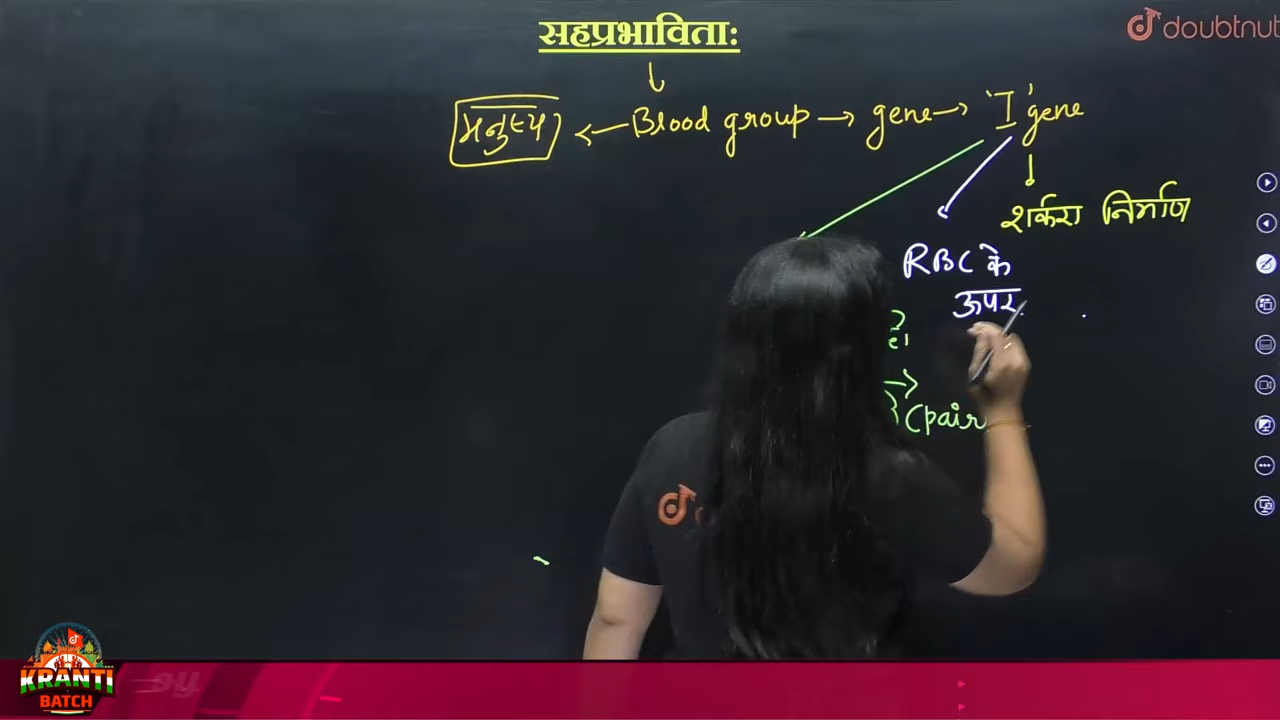 सहप्रभाविताः
doubtnut
मनुष्य ← Blood group → gene → 'I' gene
शर्करा निर्माण
RBC के
ऊपर
है।
→
} (pair
KRANTI
BATCH